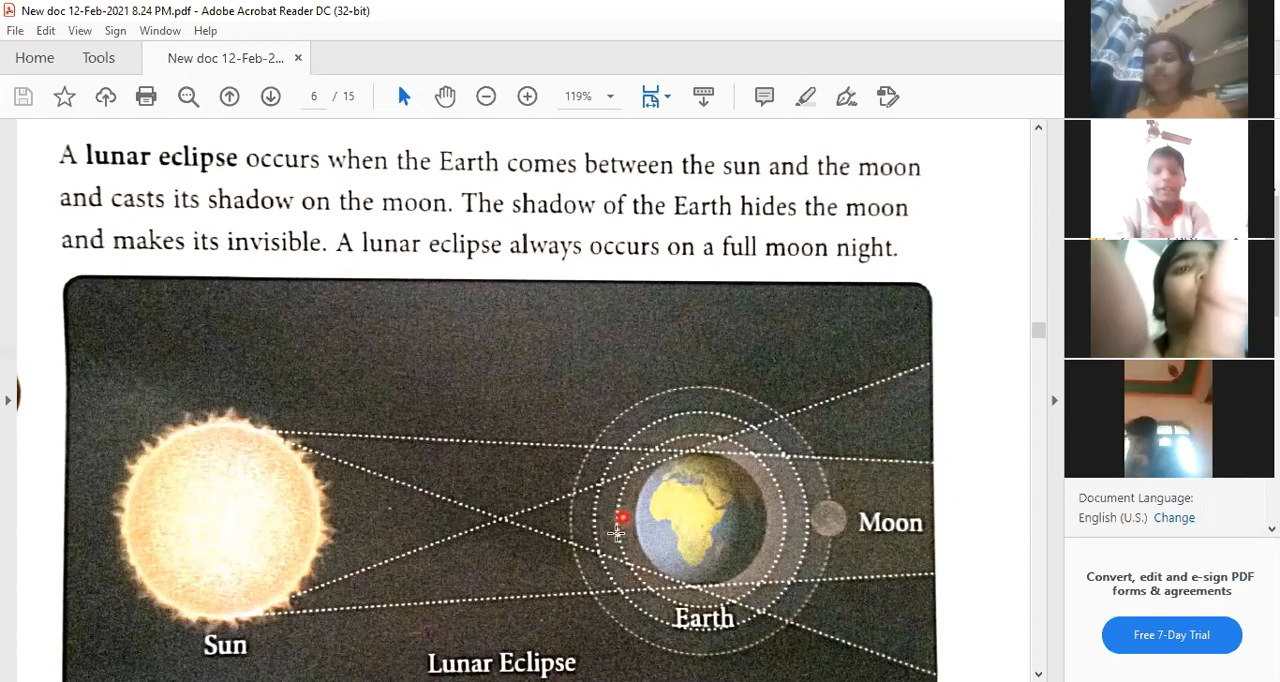 New doc 12-Feb-2021 8.24 PM.pdf - Adobe Acrobat Reader DC (32-bit)
File Edit View Sign Window Help
Home Tools New doc 12-Feb-2... ×
6 / 15 119%
A lunar eclipse occurs when the Earth comes between the sun and the moon
and casts its shadow on the moon. The shadow of the Earth hides the moon
and makes its invisible. A lunar eclipse always occurs on a full moon night.
Moon
Earth
Sun
Lunar Eclipse
Document Language:
English (U.S.) Change
Convert, edit and e-sign PDF
forms & agreements
Free 7-Day Trial